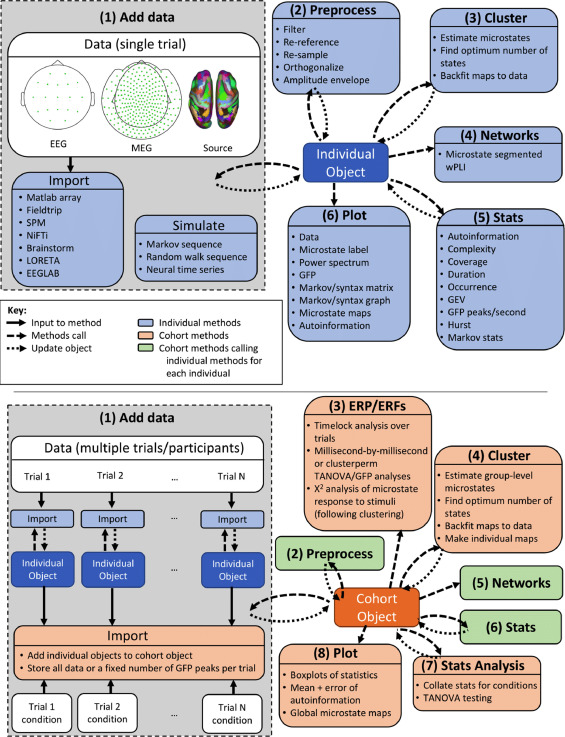 (1) Add data
Data (single trial)
EEG
MEG
Source
Import
• Matlab array
• Fieldtrip
• SPM
• NiFTi
• Brainstorm
• LORETA
• EEGLAB
Simulate
• Markov sequence
• Random walk sequence
• Neural time series
(2) Preprocess
• Filter
• Re-reference
• Re-sample
• Orthogonalize
• Amplitude envelope
(3) Cluster
• Estimate microstates
• Find optimum number of
states
• Backfit maps to data
Individual
Object
(4) Networks
• Microstate segmented
wPLI
(6) Plot
• Data
• Microstate label
• Power spectrum
• GFP
• Markov/syntax matrix
• Markov/syntax graph
• Microstate maps
• Autoinformation
(5) Stats
• Autoinformation
• Complexity
• Coverage
• Duration
• Occurrence
• GEV
• GFP peaks/second
• Hurst
• Markov stats
Key:
Input to method
Methods call
Update object
Individual methods
Cohort methods
Cohort methods calling
individual methods for
each individual
(1) Add data
Data (multiple trials/participants)
Trial 1
Trial 2
...
Trial N
Import
Import
...
Import
Individual
Object
Individual
Object
...
Individual
Object
Import
• Add individual objects to cohort object
• Store all data or a fixed number of GFP peaks per trial
Trial 1
condition
Trial 2
condition
...
Trial N
condition
(3) ERP/ERFs
• Timelock analysis over
trials
• Millisecond-by-millisecond
or clusterperm
TANOVA/GFP analyses
• X² analysis of microstate
response to stimuli
(following clustering)
(4) Cluster
• Estimate group-level
microstates
• Find optimum number of
states
• Backfit maps to data
• Make individual maps
(2) Preprocess
Cohort
Object
(5) Networks
(6) Stats
(8) Plot
• Boxplots of statistics
• Mean + error of
autoinformation
• Global microstate maps
(7) Stats Analysis
• Collate stats for conditions
• TANOVA testing